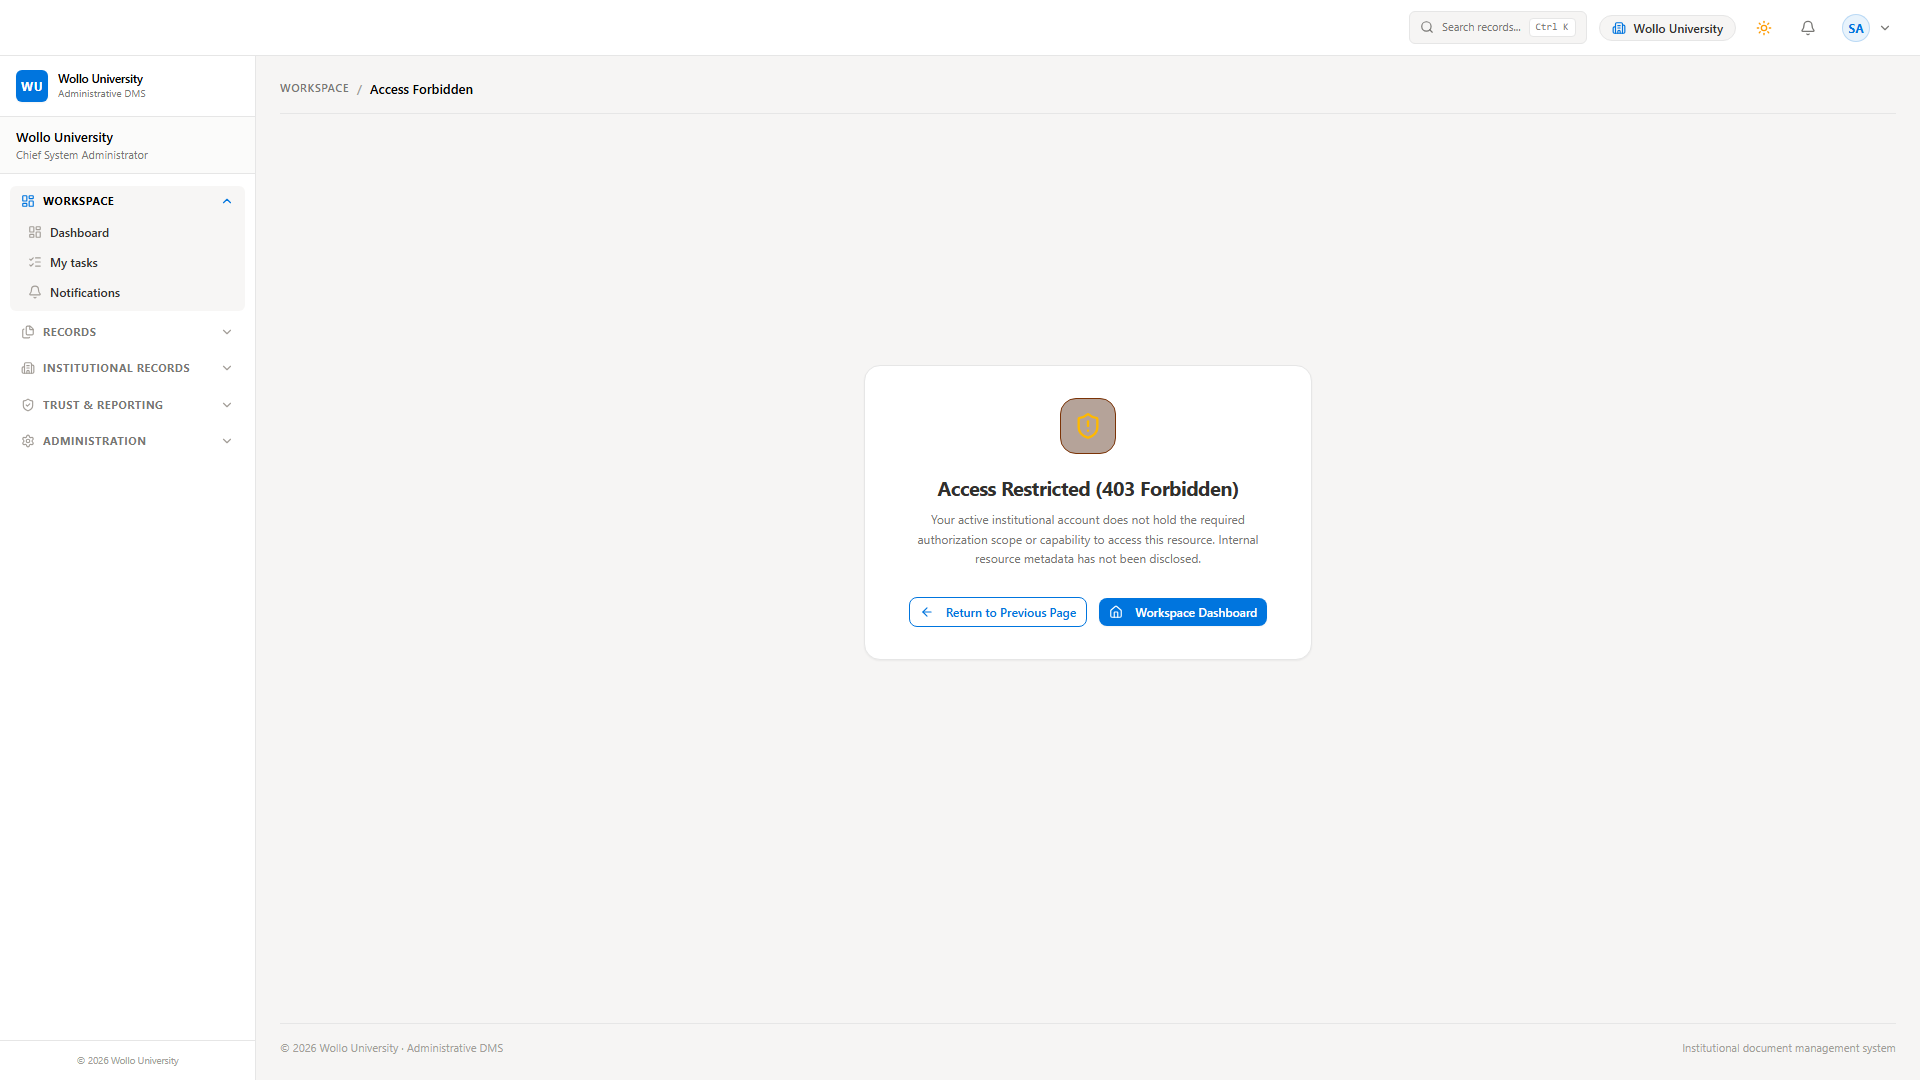 Search records... Ctrl K
Wollo University
SA
WU
Wollo University
Administrative DMS
Wollo University
Chief System Administrator
WORKSPACE
Dashboard
My tasks
Notifications
RECORDS
INSTITUTIONAL RECORDS
TRUST & REPORTING
ADMINISTRATION
© 2026 Wollo University
WORKSPACE / Access Forbidden
Access Restricted (403 Forbidden)
Your active institutional account does not hold the required
authorization scope or capability to access this resource. Internal
resource metadata has not been disclosed.
Return to Previous Page
Workspace Dashboard
© 2026 Wollo University · Administrative DMS
Institutional document management system